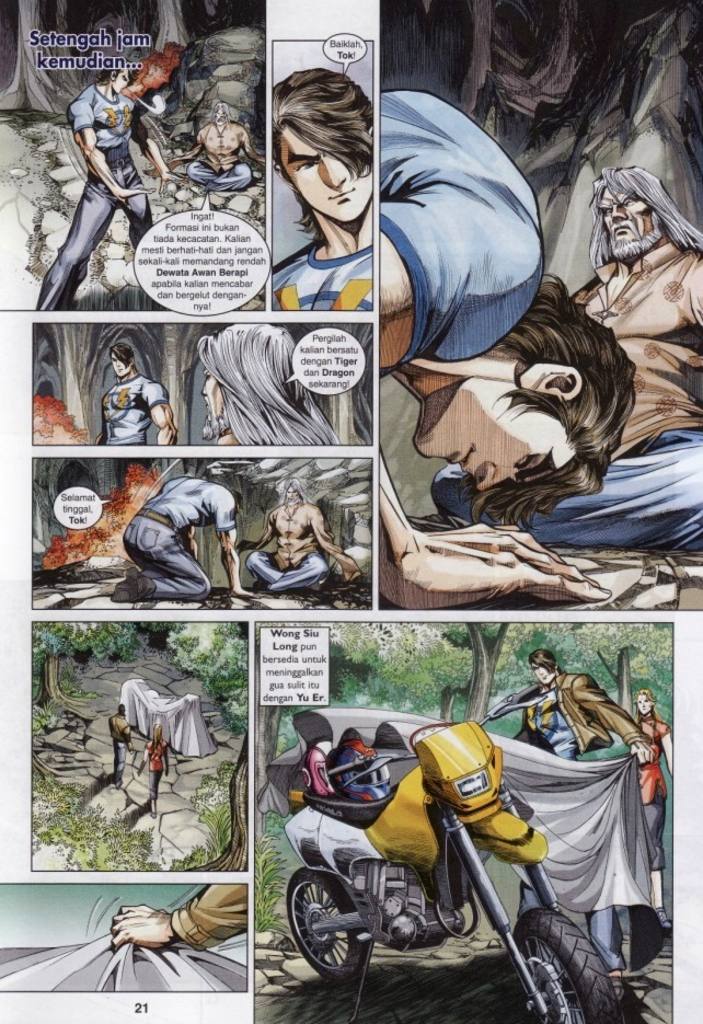 Setengah jam
kemudian...
Ingat!
Formasi ini bukan
tiada kecacatan. Kalian
mesti berhati-hati dan jangan
sekali-kali memandang rendah
Dewata Awan Berapi
apabila kalian mencabar
dan bergelut dengan-
nya!
Baiklah,
Tok!
Pergilah
kalian bersatu
dengan Tiger
dan Dragon
sekarang!
Selamat
tinggal,
Tok!
Wong Siu
Long pun
bersedia untuk
meninggalkan
gua sulit itu
dengan Yu Er.
21